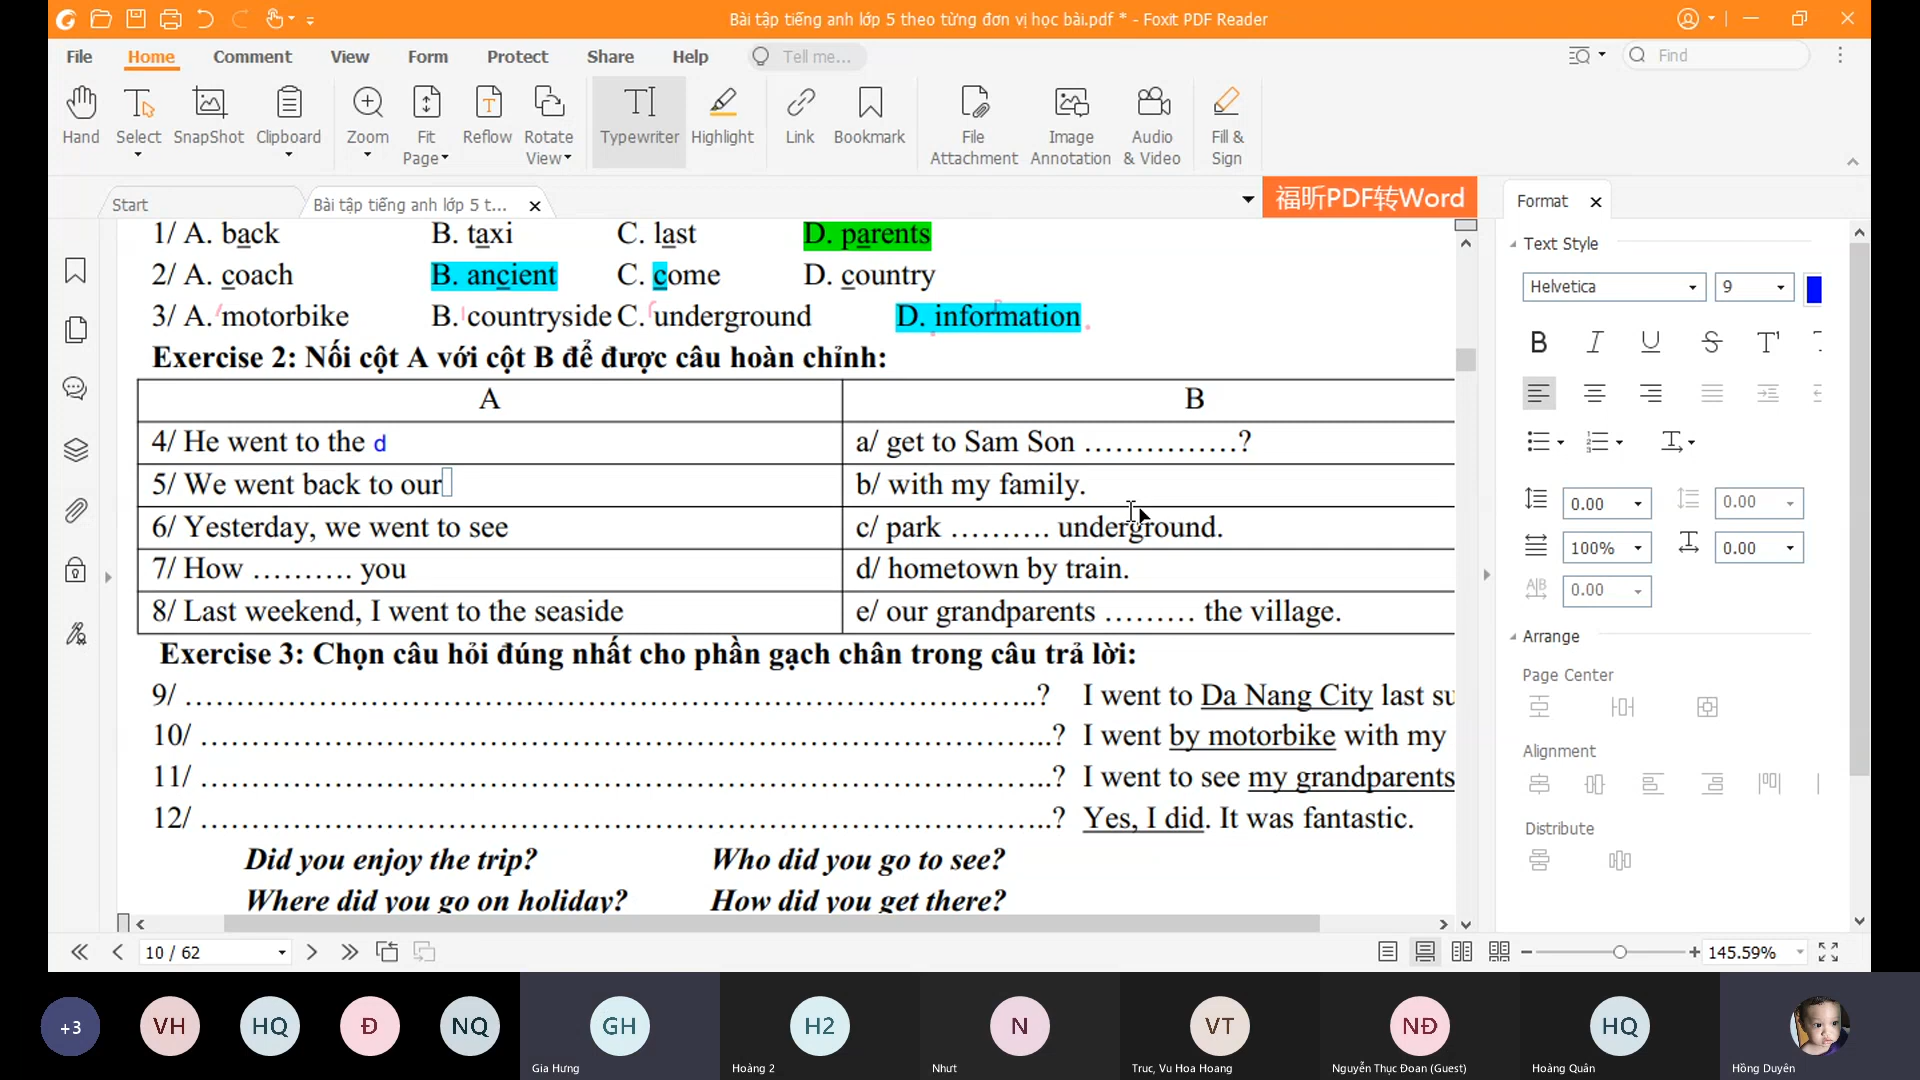 Bài tập tiếng anh lớp 5 theo từng đơn vị học bài.pdf * - Foxit PDF Reader
File Home Comment View Form Protect Share Help Tell me... Find
Hand Select SnapShot Clipboard Zoom Fit Page Reflow Rotate View Typewriter Highlight Link Bookmark File Attachment Image Annotation Audio & Video Fill & Sign
Start Bài tập tiếng anh lớp 5 t... 福昕PDF转Word Format
1/ A. back B. taxi C. last D. parents
2/ A. coach B. ancient C. come D. country
3/ A. motorbike B. countryside C. underground D. information
Exercise 2: Nối cột A với cột B để được câu hoàn chỉnh:
A B
4/ He went to the d a/ get to Sam Son ……………?
5/ We went back to our b/ with my family.
6/ Yesterday, we went to see c/ park ………. underground.
7/ How ………. you d/ hometown by train.
8/ Last weekend, I went to the seaside e/ our grandparents ……… the village.
Exercise 3: Chọn câu hỏi đúng nhất cho phần gạch chân trong câu trả lời:
9/ …………………………………………………………………………..? I went to Da Nang City last su
10/ …………………………………………………………………………..? I went by motorbike with my
11/ …………………………………………………………………………..? I went to see my grandparents
12/ …………………………………………………………………………..? Yes, I did. It was fantastic.
Did you enjoy the trip? Who did you go to see?
Where did you go on holiday? How did you get there?
Text Style
Helvetica 9
B I U S T
0.00 0.00
100% 0.00
0.00
Arrange
Page Center
Alignment
Distribute
10 / 62 145.59%
+3 VH HQ Đ NQ GH H2 N VT NĐ HQ
Gia Hưng Hoàng 2 Như Truc, Vu Hoa Hoang Nguyễn Thục Đoan (Guest) Hoàng Quân Hồng Duyên